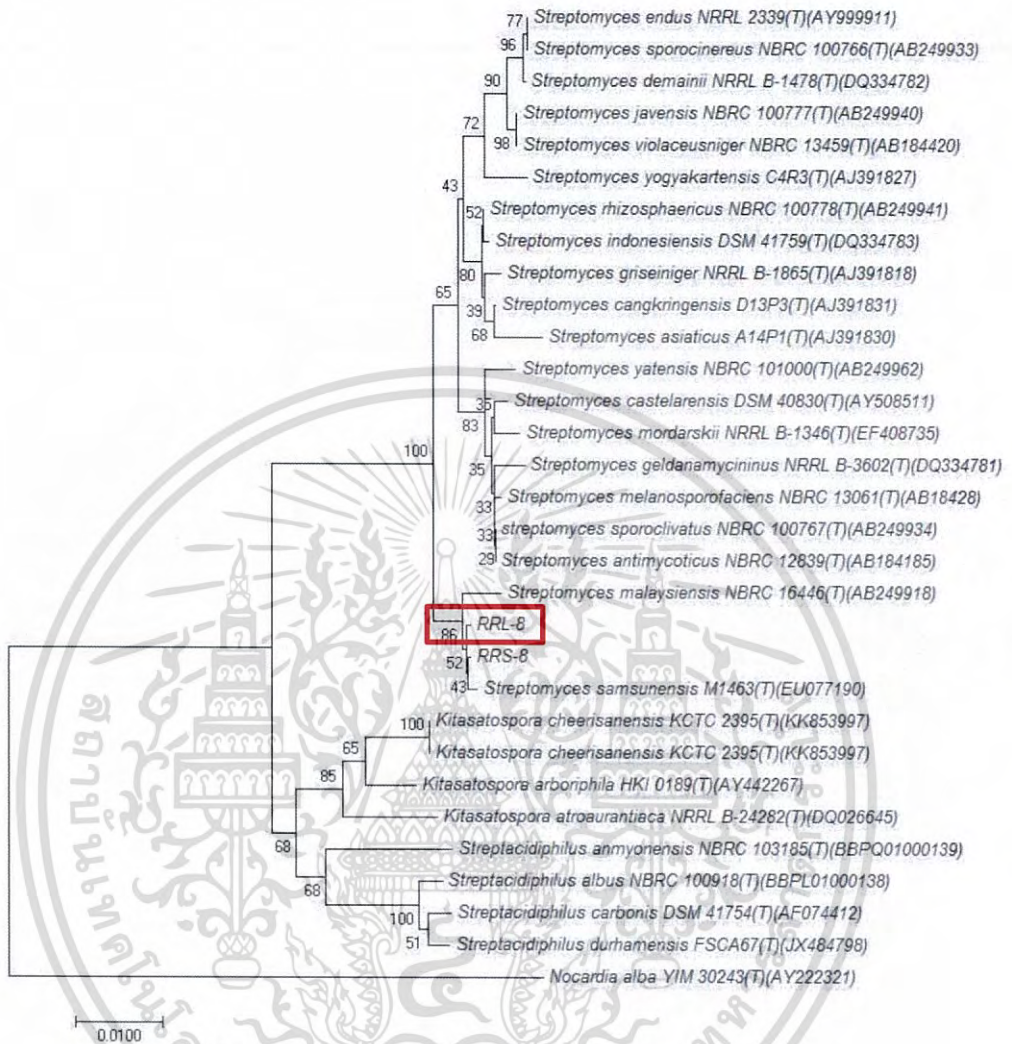 77
Streptomyces endus NRRL 2339(T)(AY999911)
96
Streptomyces sporocinereus NBRC 100766(T)(AB249933)
90
Streptomyces demainii NRRL B-1478(T)(DQ334782)
Streptomyces javensis NBRC 100777(T)(AB249940)
72
98
Streptomyces violaceusniger NBRC 13459(T)(AB184420)
43
Streptomyces yogyakartensis C4R3(T)(AJ391827)
52
Streptomyces rhizosphaericus NBRC 100778(T)(AB249941)
Streptomyces indonesiensis DSM 41759(T)(DQ334783)
80
Streptomyces griseiniger NRRL B-1865(T)(AJ391818)
65
39
Streptomyces cangkringensis D13P3(T)(AJ391831)
68
Streptomyces asiaticus A14P1(T)(AJ391830)
Streptomyces yatensis NBRC 101000(T)(AB249962)
35
Streptomyces castelarensis DSM 40830(T)(AY508511)
83
Streptomyces mordarskii NRRL B-1346(T)(EF408735)
100
35
Streptomyces geldanamycininus NRRL B-3602(T)(DQ334781)
33
Streptomyces melanosporofaciens NBRC 13061(T)(AB18428)
33
streptomyces sporoclivatus NBRC 100767(T)(AB249934)
29
Streptomyces antimycoticus NBRC 12839(T)(AB184185)
Streptomyces malaysiensis NBRC 16446(T)(AB249918)
86
RRL-8
52
RRS-8
43
Streptomyces samsunensis M1463(T)(EU077190)
100
Kitasatospora cheerisanensis KCTC 2395(T)(KK853997)
65
Kitasatospora cheerisanensis KCTC 2395(T)(KK853997)
85
Kitasatospora arboriphila HKI 0189(T)(AY442267)
Kitasatospora atroaurantiaca NRRL B-24282(T)(DQ026645)
68
Streptacidiphilus anmyonensis NBRC 103185(T)(BBPQ01000139)
68
Streptacidiphilus albus NBRC 100918(T)(BBPL01000138)
100
Streptacidiphilus carbonis DSM 41754(T)(AF074412)
51
Streptacidiphilus durhamensis FSCA67(T)(JX484798)
Nocardia alba YIM 30243(T)(AY222321)
0.0100